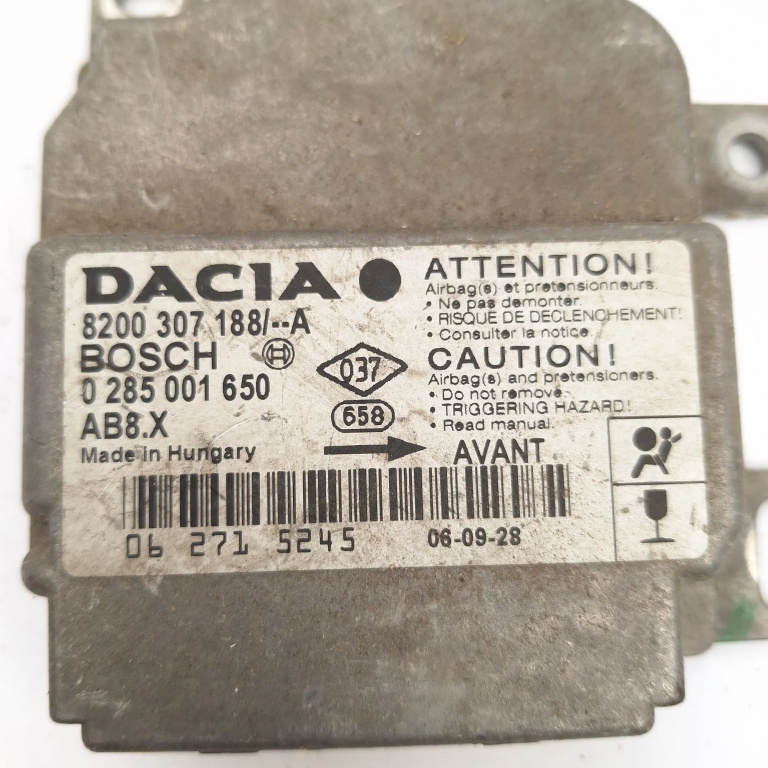 DACIA
8200 307 188/--A
BOSCH
0 285 001 650
AB8.X
Made in Hungary
037
658
ATTENTION!
Airbag(s) et pretensionneurs.
• Ne pas demonter.
• RISQUE DE DECLENCHEMENT!
• Consulter la notice.
CAUTION!
Airbag(s) and pretensioners.
• Do not remove.
• TRIGGERING HAZARD!
• Read manual.
AVANT
06 271 5245
06-09-28